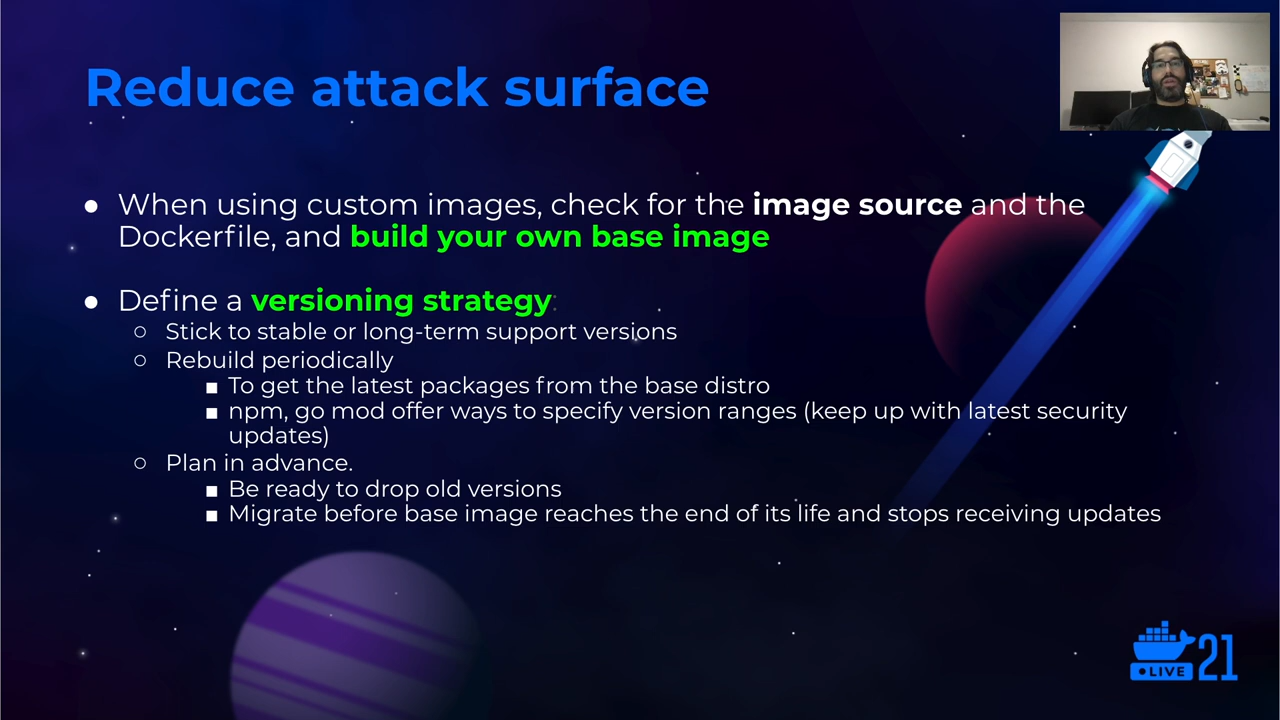 Reduce attack surface
● When using custom images, check for the image source and the
Dockerfile, and build your own base image
● Define a versioning strategy:
○ Stick to stable or long-term support versions
○ Rebuild periodically
■ To get the latest packages from the base distro
■ npm, go mod offer ways to specify version ranges (keep up with latest security
updates)
○ Plan in advance.
■ Be ready to drop old versions
■ Migrate before base image reaches the end of its life and stops receiving updates
LIVE 21